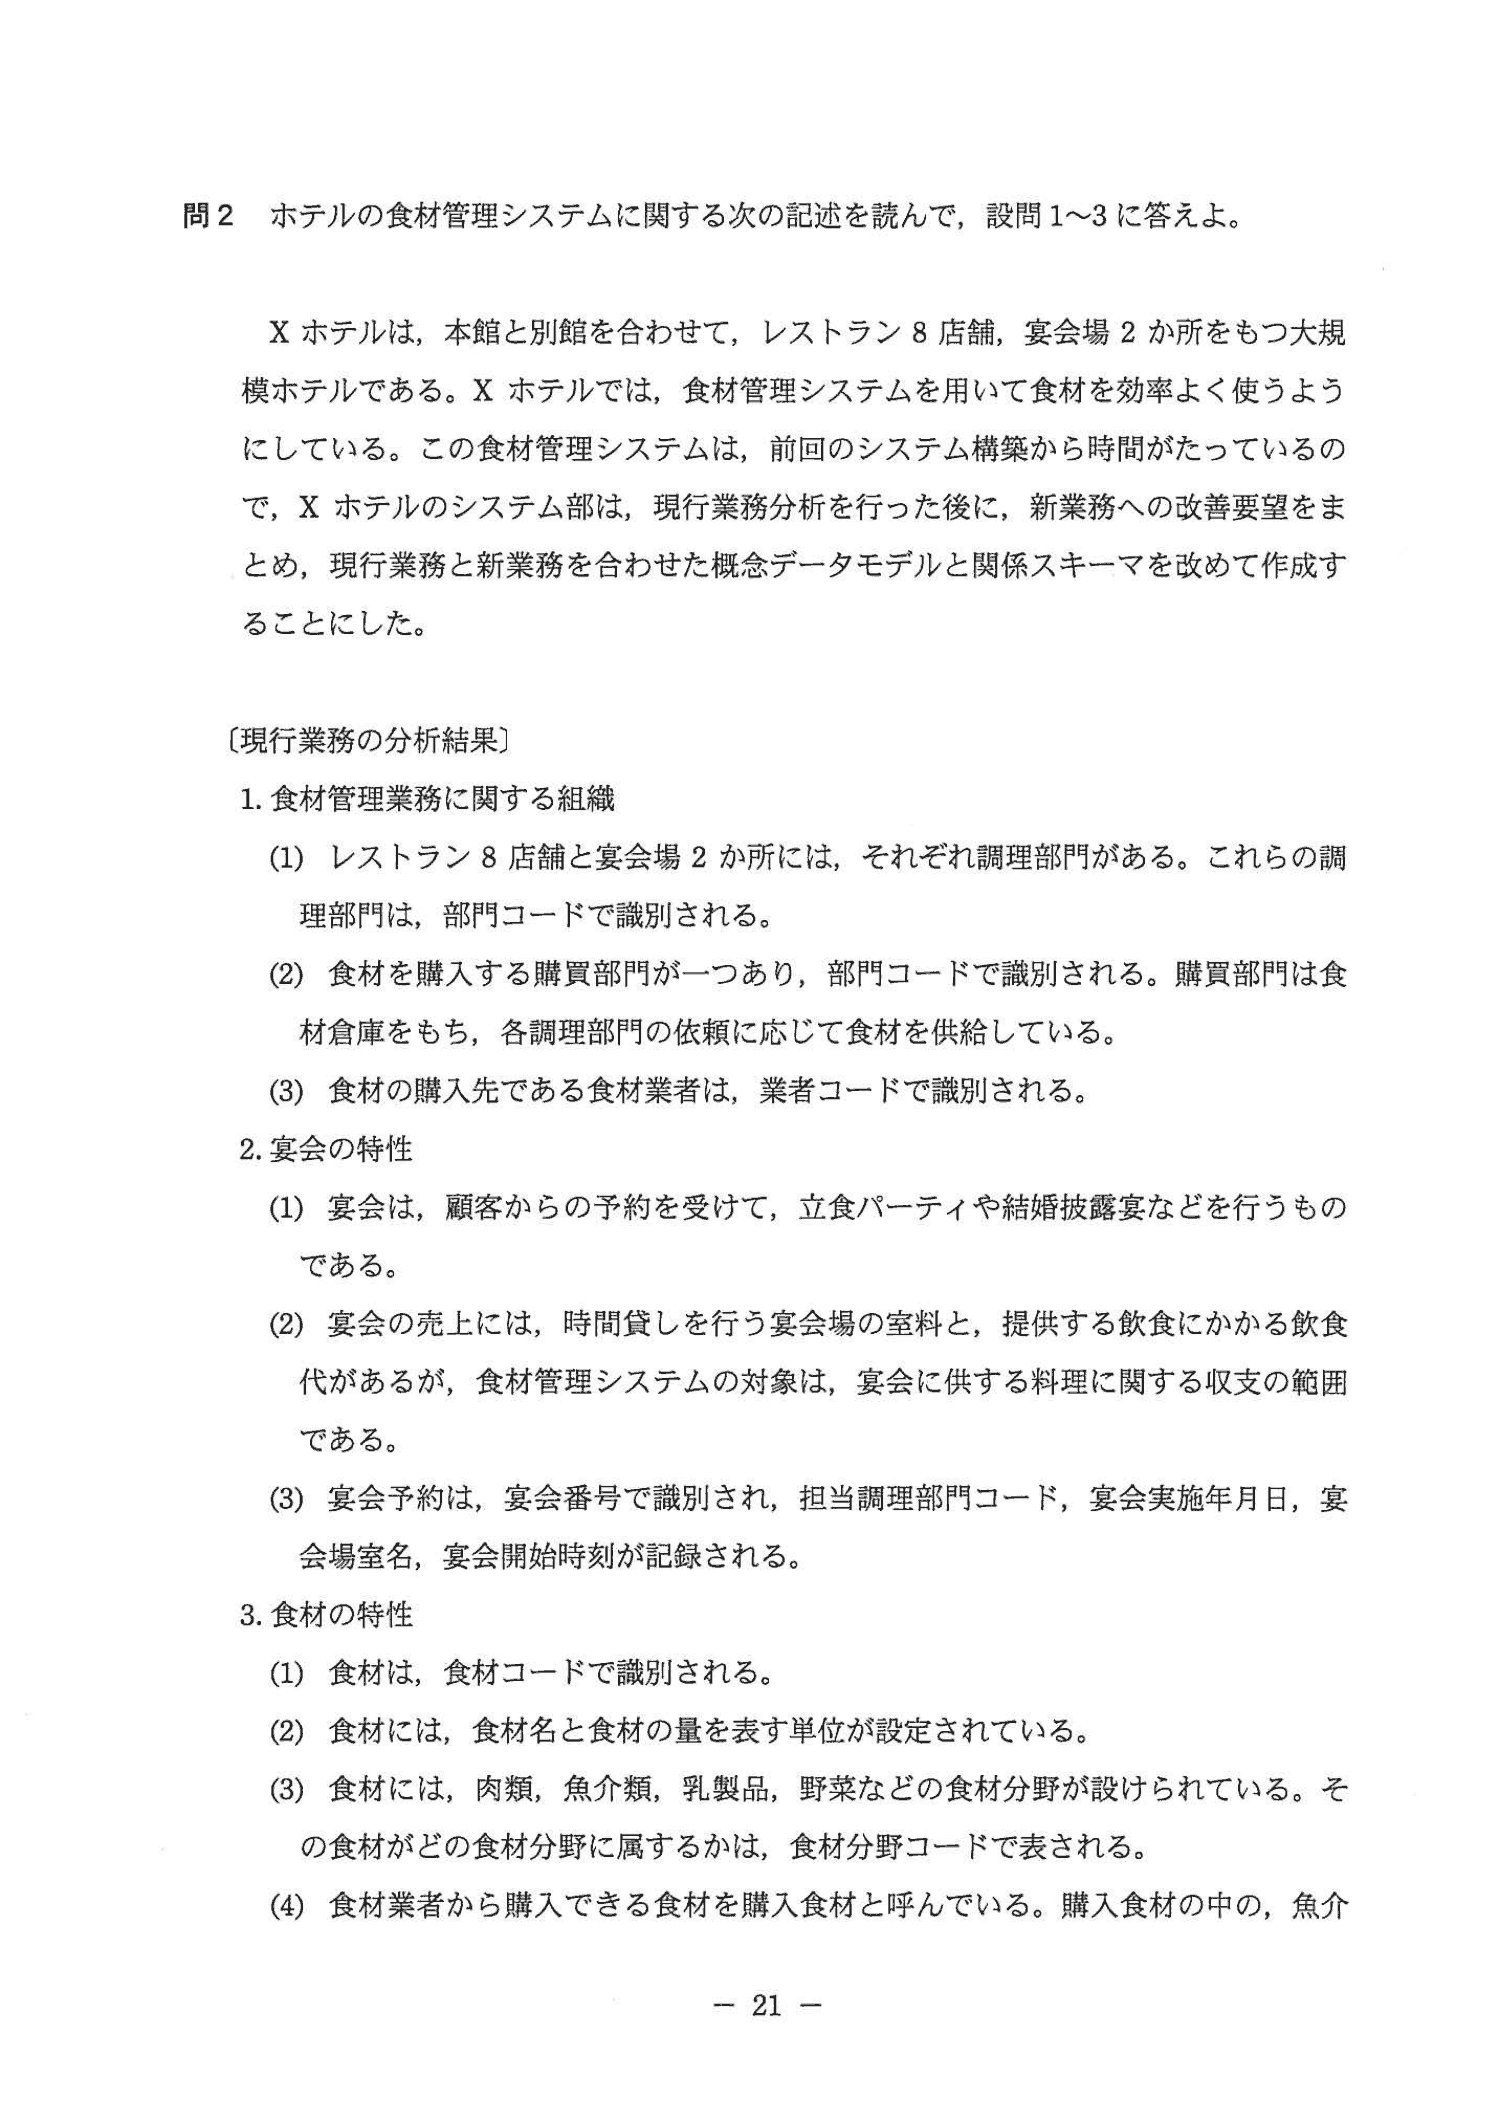 問2 ホテルの食材管理システムに関する次の記述を読んで，設問1～3に答えよ。
X ホテルは，本館と別館を合わせて，レストラン 8 店舗，宴会場 2 か所をもつ大規
模ホテルである。X ホテルでは，食材管理システムを用いて食材を効率よく使うよう
にしている。この食材管理システムは，前回のシステム構築から時間がたっているの
で，X ホテルのシステム部は，現行業務分析を行った後に，新業務への改善要望をま
とめ，現行業務と新業務を合わせた概念データモデルと関係スキーマを改めて作成す
ることにした。
〔現行業務の分析結果〕
1. 食材管理業務に関する組織
(1) レストラン 8 店舗と宴会場 2 か所には，それぞれ調理部門がある。これらの調
理部門は，部門コードで識別される。
(2) 食材を購入する購買部門が一つあり，部門コードで識別される。購買部門は食
材倉庫をもち，各調理部門の依頼に応じて食材を供給している。
(3) 食材の購入先である食材業者は，業者コードで識別される。
2. 宴会の特性
(1) 宴会は，顧客からの予約を受けて，立食パーティや結婚披露宴などを行うもの
である。
(2) 宴会の売上には，時間貸しを行う宴会場の室料と，提供する飲食にかかる飲食
代があるが，食材管理システムの対象は，宴会に供する料理に関する収支の範囲
である。
(3) 宴会予約は，宴会番号で識別され，担当調理部門コード，宴会実施年月日，宴
会場室名，宴会開始時刻が記録される。
3. 食材の特性
(1) 食材は，食材コードで識別される。
(2) 食材には，食材名と食材の量を表す単位が設定されている。
(3) 食材には，肉類，魚介類，乳製品，野菜などの食材分野が設けられている。そ
の食材がどの食材分野に属するかは，食材分野コードで表される。
(4) 食材業者から購入できる食材を購入食材と呼んでいる。購入食材の中の，魚介
－ 21 －